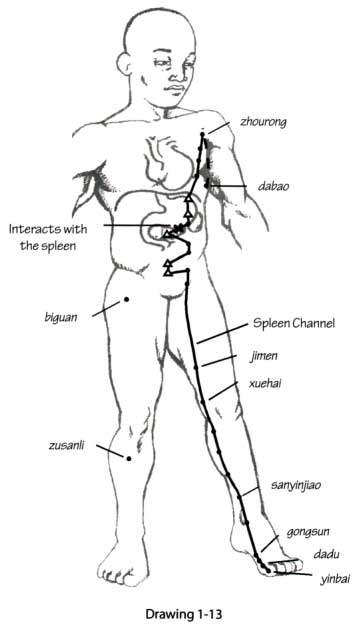 zhourong
dabao
Interacts with
the spleen
biguan
Spleen Channel
jimen
xuehai
zusanli
sanyinjiao
gongsun
dadu
yinbai
Drawing 1-13